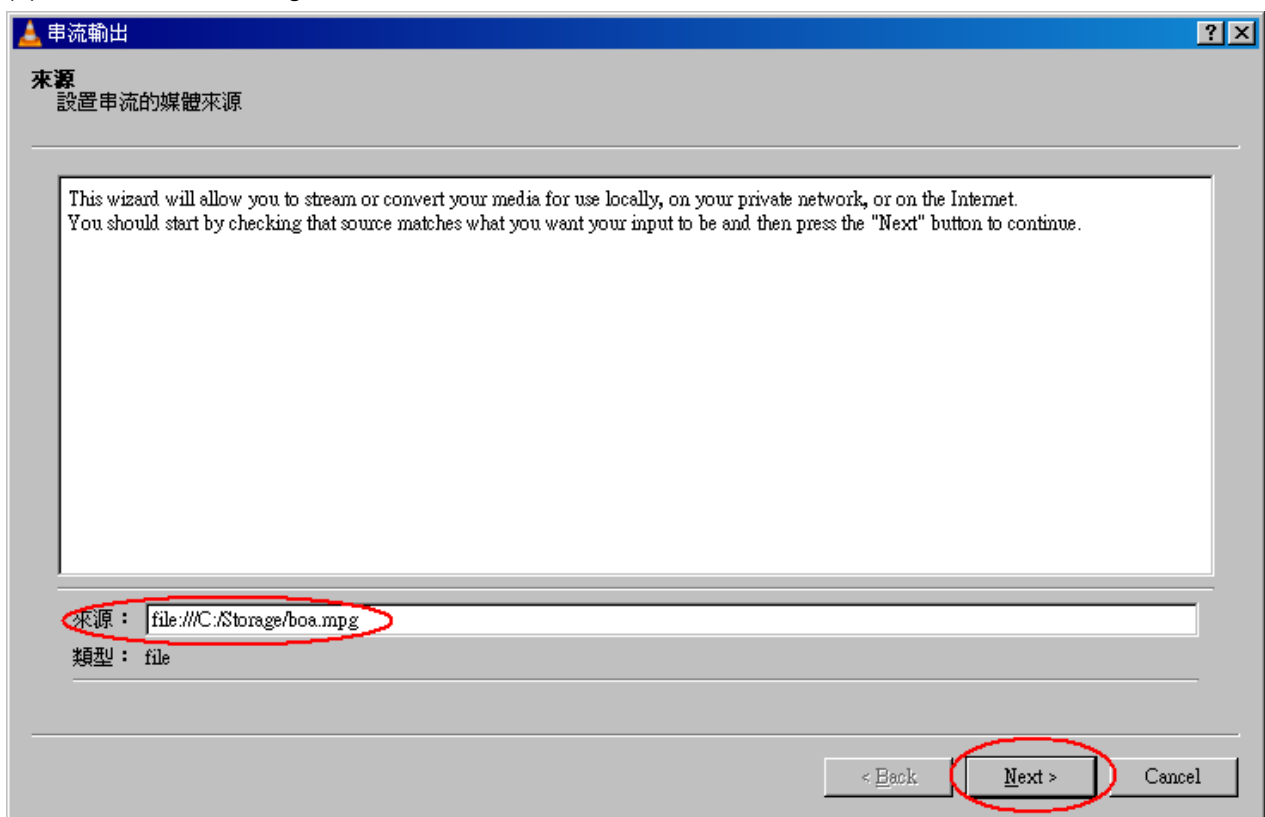 串流輸出
來源
設置串流的媒體來源
This wizard will allow you to stream or convert your media for use locally, on your private network, or on the Internet.
You should start by checking that source matches what you want your input to be and then press the "Next" button to continue.
來源： file:///C:/Storage/boa.mpg
類型： file
< Back Next > Cancel